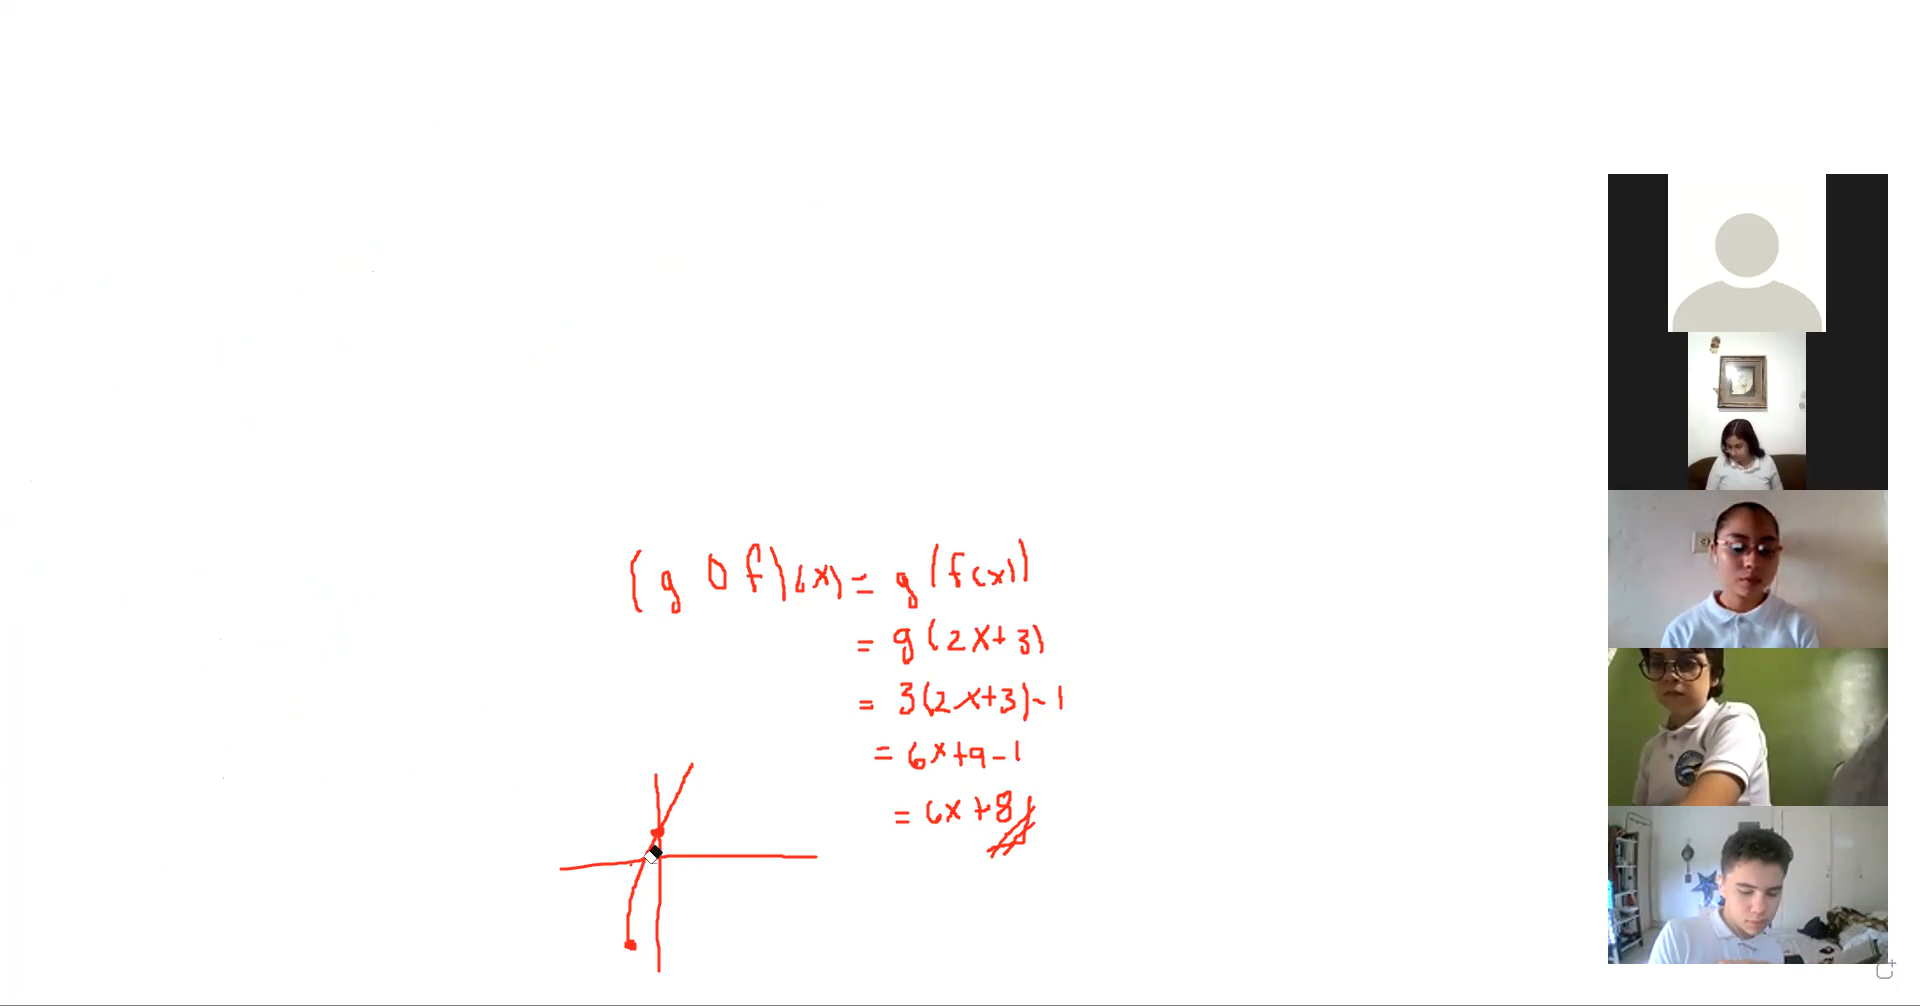 (g o f)(x) = g(f(x))
= g(2x+3)
= 3(2x+3)-1
= 6x+9-1
= 6x+8